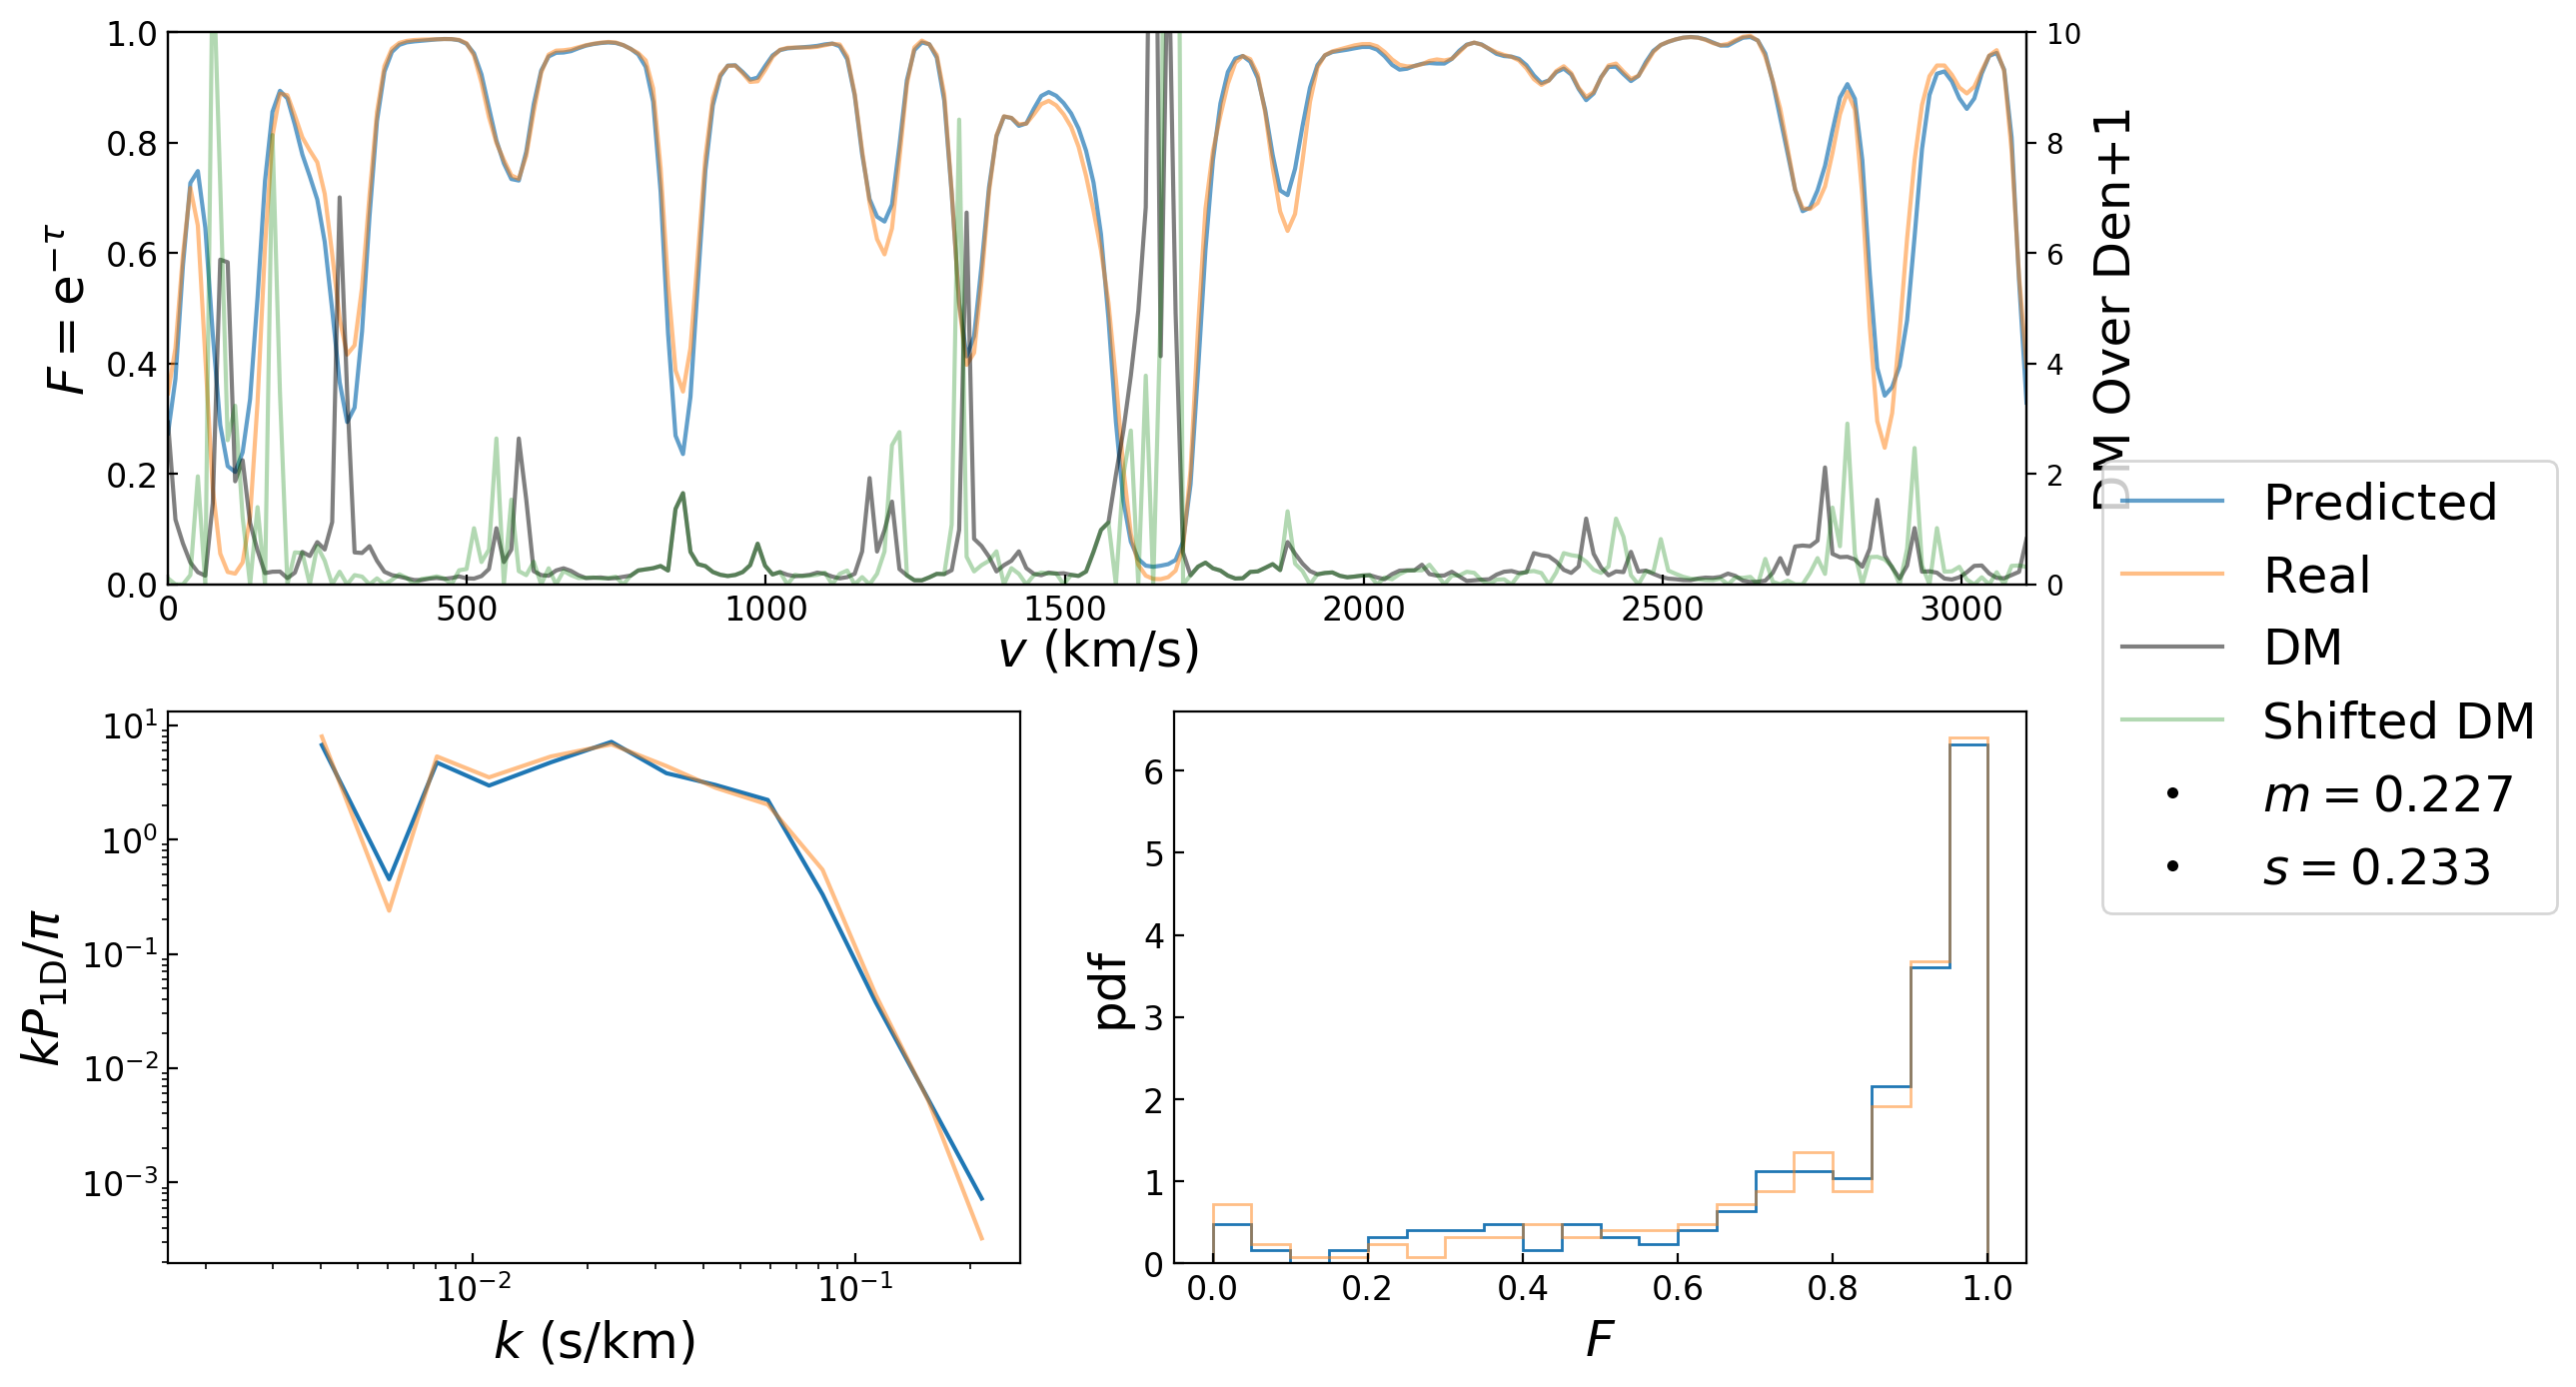 1.0
0.8
0.6
0.4
0.2
0.0
F = e^{−τ}
10
8
6
4
2
0
DM Over Den+1
0 500 1000 1500 2000 2500 3000
v (km/s)
Predicted
Real
DM
Shifted DM
m = 0.227
s = 0.233
10^1
10^0
10^{−1}
10^{−2}
10^{−3}
kP_{1D}/π
10^{−2} 10^{−1}
k (s/km)
6
5
4
3
2
1
0
pdf
0.0 0.2 0.4 0.6 0.8 1.0
F